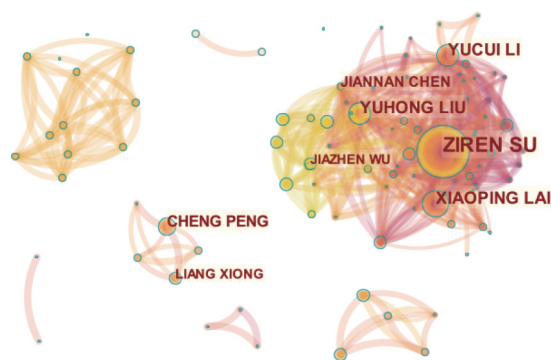 YUCUI LI
JIANNAN CHEN
YUHONG LIU
ZIREN SU
JIAZHEN WU
XIAOPING LAI
CHENG PENG
LIANG XIONG